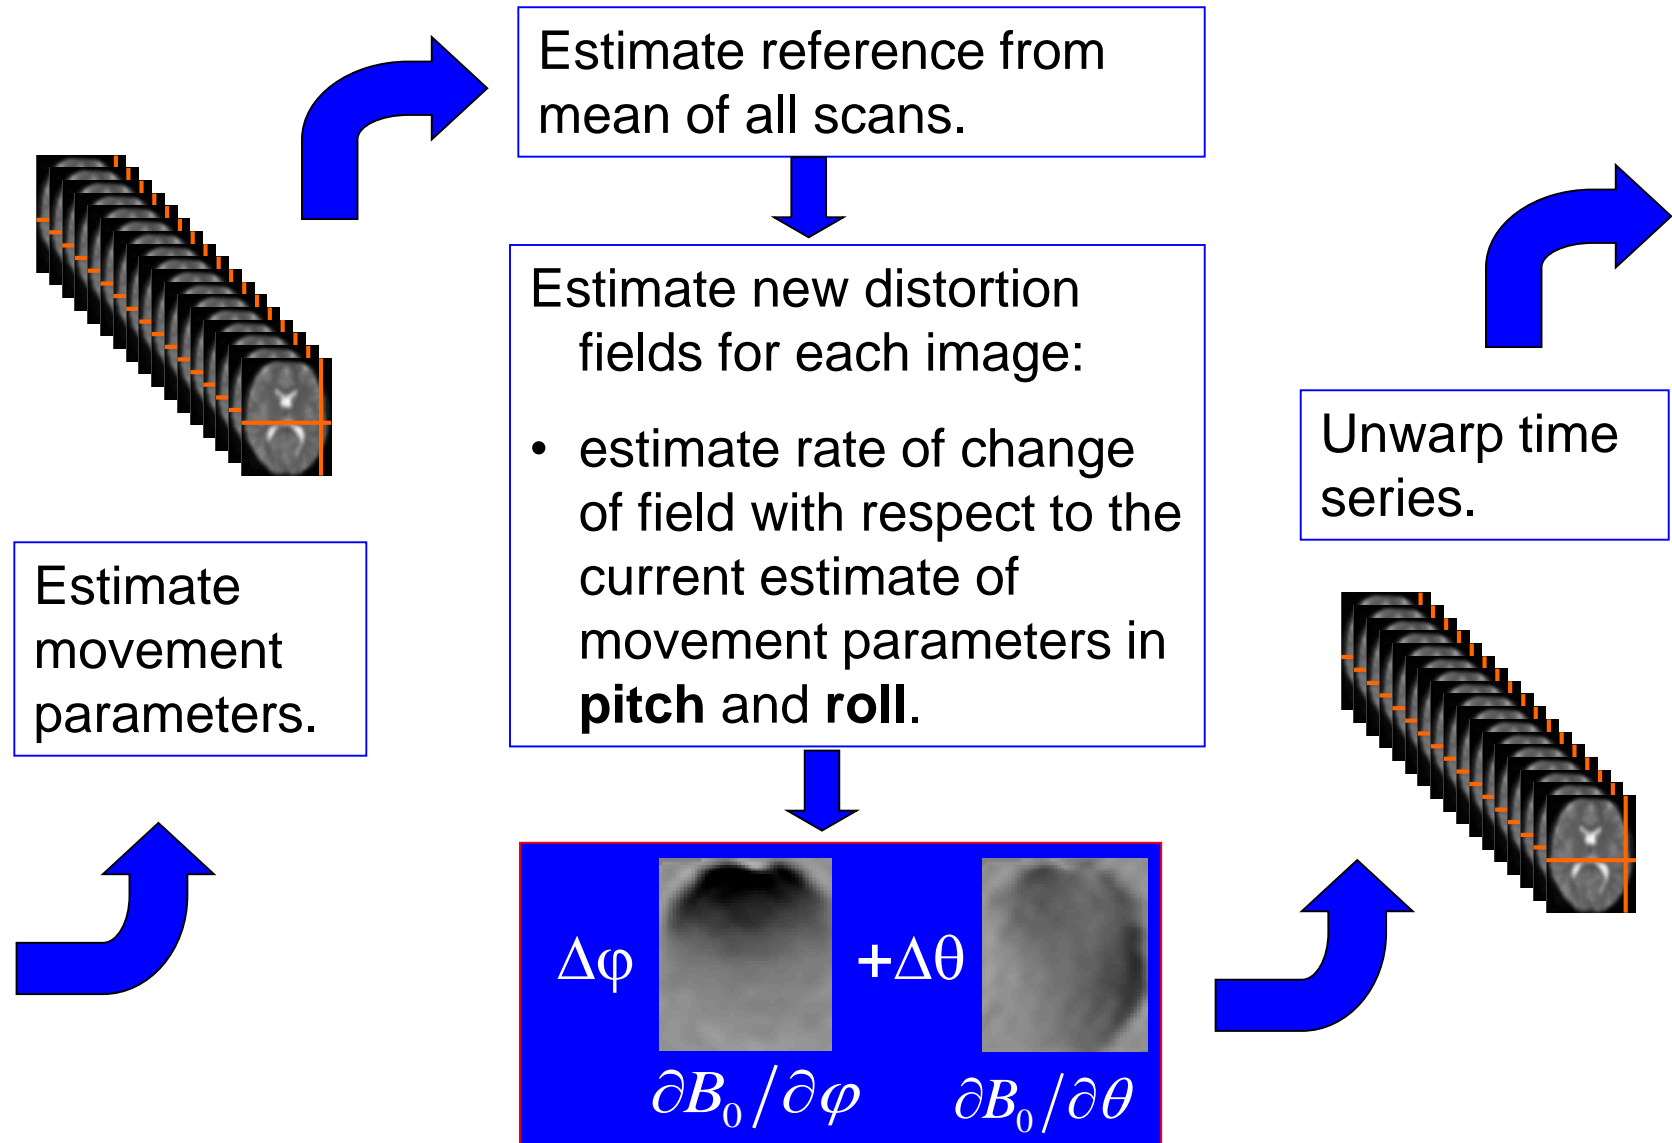 Estimate reference from
mean of all scans.
Estimate new distortion
fields for each image:
• estimate rate of change
of field with respect to the
current estimate of
movement parameters in
pitch and roll.
Estimate
movement
parameters.
Unwarp time
series.
Δφ +Δθ
∂B₀/∂φ ∂B₀/∂θ